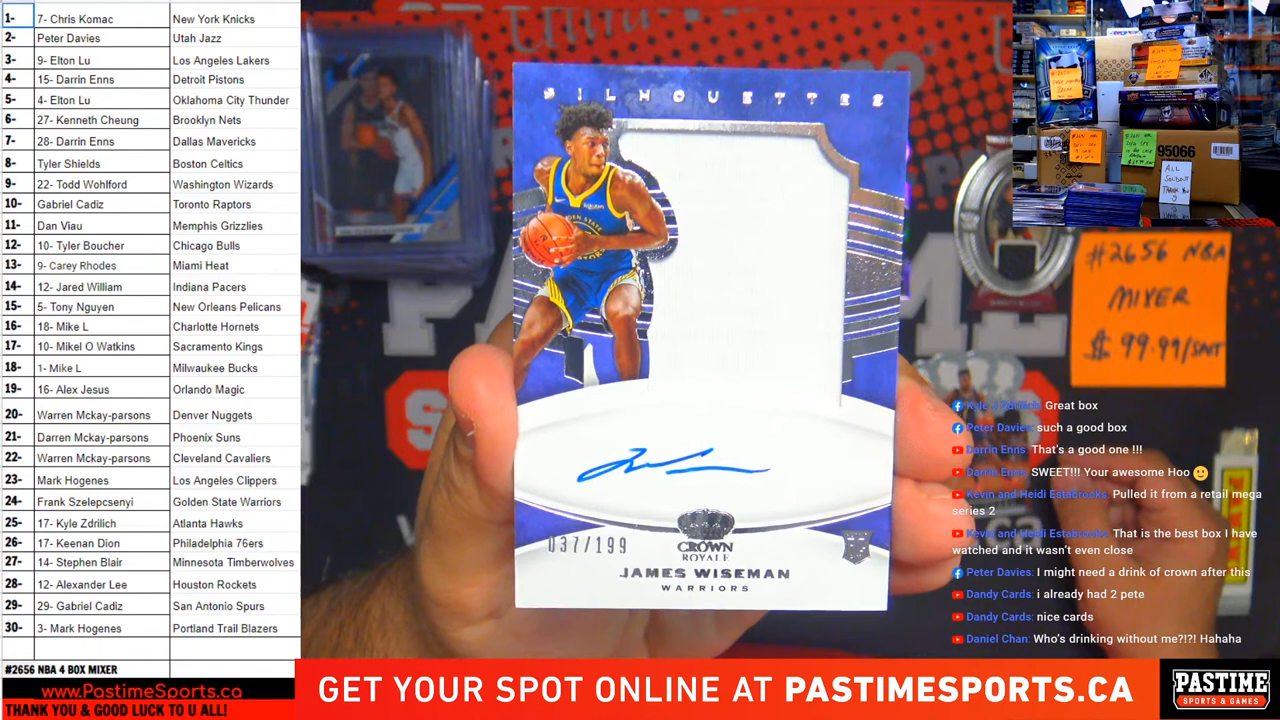 1- 7- Chris Komac New York Knicks
2- Peter Davies Utah Jazz
3- 9- Elton Lu Los Angeles Lakers
4- 15- Darrin Enns Detroit Pistons
5- 4- Elton Lu Oklahoma City Thunder
6- 27- Kenneth Cheung Brooklyn Nets
7- 28- Darrin Enns Dallas Mavericks
8- Tyler Shields Boston Celtics
9- 22- Todd Wohlford Washington Wizards
10- Gabriel Cadiz Toronto Raptors
11- Dan Viau Memphis Grizzlies
12- 10- Tyler Boucher Chicago Bulls
13- 9- Carey Rhodes Miami Heat
14- 12- Jared William Indiana Pacers
15- 5- Tony Nguyen New Orleans Pelicans
16- 18- Mike L Charlotte Hornets
17- 10- Mikel O Watkins Sacramento Kings
18- 1- Mike L Milwaukee Bucks
19- 16- Alex Jesus Orlando Magic
20- Warren Mckay-parsons Denver Nuggets
21- Darren Mckay-parsons Phoenix Suns
22- Warren Mckay-parsons Cleveland Cavaliers
23- Mark Hogenes Los Angeles Clippers
24- Frank Szelepcsenyi Golden State Warriors
25- 17- Kyle Zdrilich Atlanta Hawks
26- 17- Keenan Dion Philadelphia 76ers
27- 14- Stephen Blair Minnesota Timberwolves
28- 12- Alexander Lee Houston Rockets
29- 29- Gabriel Cadiz San Antonio Spurs
30- 3- Mark Hogenes Portland Trail Blazers
#2656 NBA 4 BOX MIXER
www.PastimeSports.ca
THANK YOU & GOOD LUCK TO U ALL!
SILHOUETTES
037/199
CROWN
ROYALE
JAMES WISEMAN
WARRIORS
95066
ALL
SOLDOUT
THANK YOU
#2656 NBA
MIXER
$99.99/SPOT
Kyle J Zdrilich: Great box
Peter Davies: such a good box
Darrin Enns: That's a good one !!!
Darrin Enns: SWEET!!! Your awesome Hoo
Kevin and Heidi Estabrooks: Pulled it from a retail mega
series 2
Kevin and Heidi Estabrooks: That is the best box I have
watched and it wasn't even close
Peter Davies: I might need a drink of crown after this
Dandy Cards: i already had 2 pete
Dandy Cards: nice cards
Daniel Chan: Who's drinking without me?!?! Hahaha
GET YOUR SPOT ONLINE AT PASTIMESPORTS.CA
PASTIME
SPORTS & GAMES